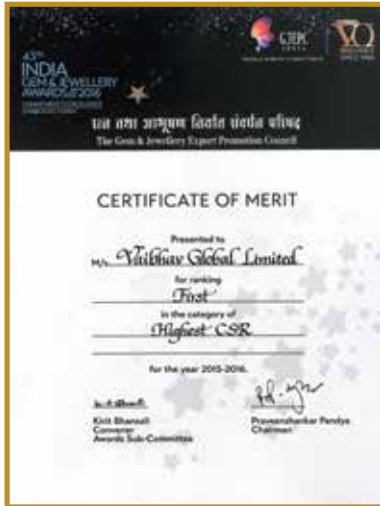 43RD
INDIA
GEM & JEWELLERY
AWARDS 2016
GJEPC
INDIA
रत्न तथा आभूषण निर्यात संवर्धन परिषद
The Gem & Jewellery Export Promotion Council
CERTIFICATE OF MERIT
Presented to
M/s. Vaibhav Global Limited
for ranking
First
in the category of
Highest CSR
for the year 2015-2016.
Kirit Bhansali
Convener
Awards Sub-Committee
Praveenshankar Pandya
Chairman